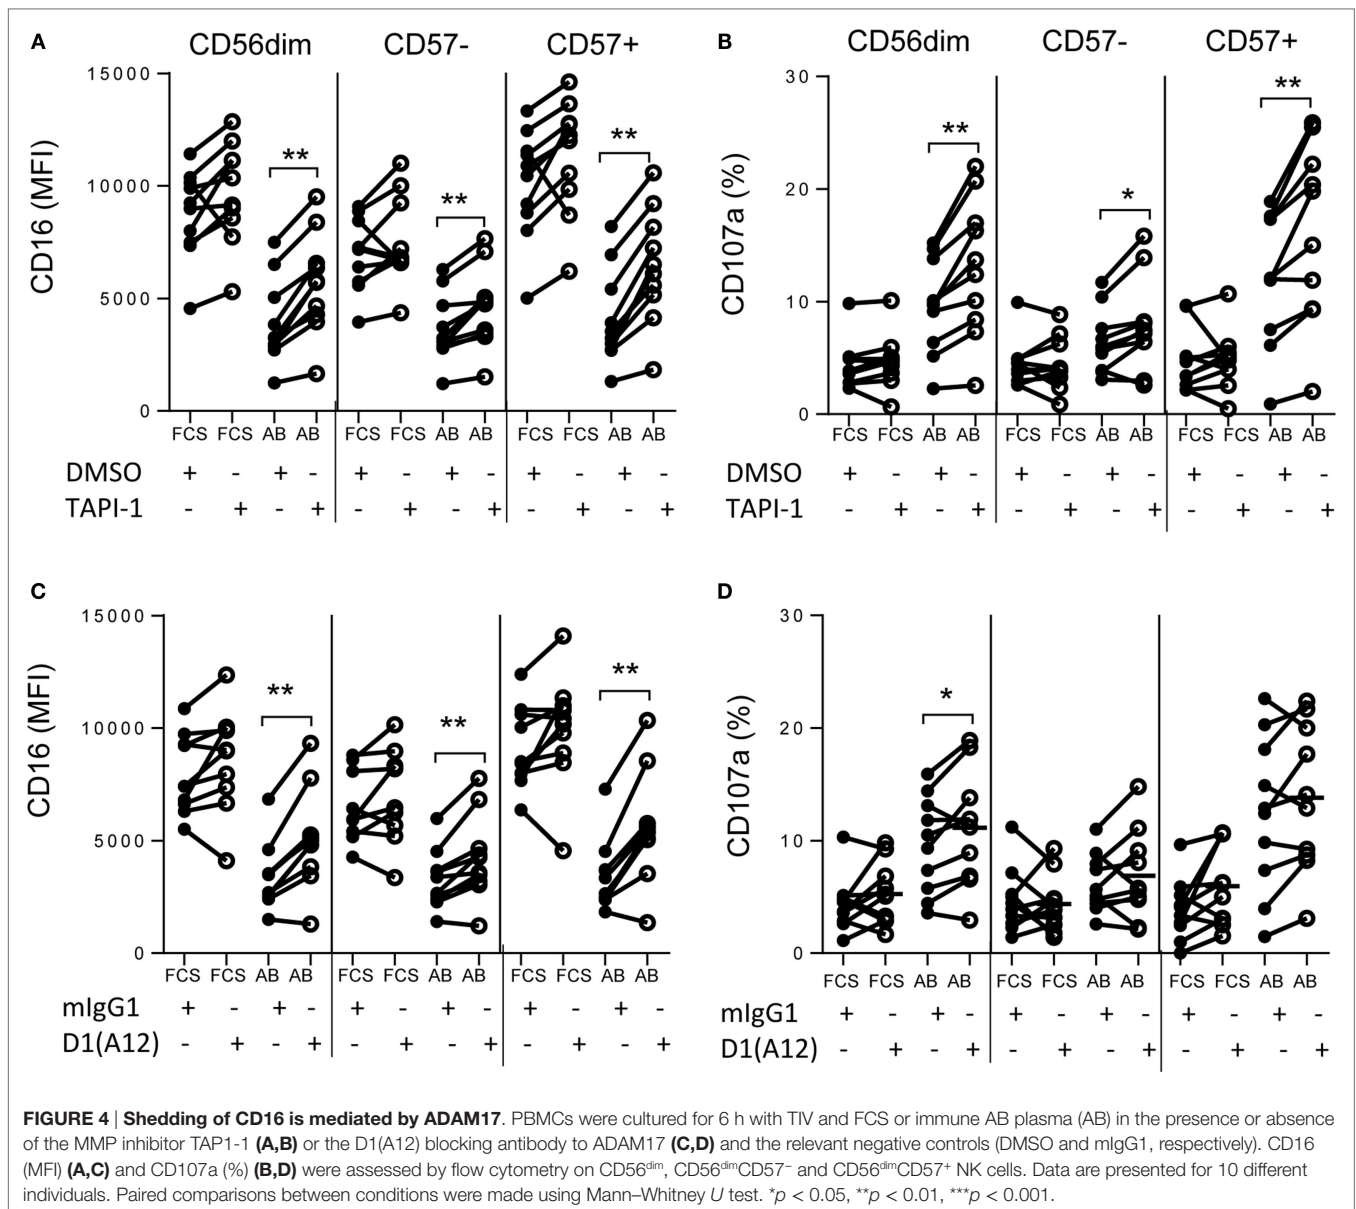 A
CD56dim CD57- CD57+
15000
10000
5000
0
CD16 (MFI)
** ** **
FCS FCS AB AB FCS FCS AB AB FCS FCS AB AB
DMSO + - + - + - + - + - + -
TAPI-1 - + - + - + - + - + - +
B
CD56dim CD57- CD57+
30
20
10
0
CD107a (%)
** * **
FCS FCS AB AB FCS FCS AB AB FCS FCS AB AB
DMSO + - + - + - + - + - + -
TAPI-1 - + - + - + - + - + - +
C
15000
10000
5000
0
CD16 (MFI)
** ** **
FCS FCS AB AB FCS FCS AB AB FCS FCS AB AB
mIgG1 + - + - + - + - + - + -
D1(A12) - + - + - + - + - + - +
D
30
20
10
0
CD107a (%)
*
FCS FCS AB AB FCS FCS AB AB FCS FCS AB AB
mIgG1 + - + - + - + - + - + -
D1(A12) - + - + - + - + - + - +
FIGURE 4 | Shedding of CD16 is mediated by ADAM17. PBMCs were cultured for 6 h with TIV and FCS or immune AB plasma (AB) in the presence or absence
of the MMP inhibitor TAP1-1 (A,B) or the D1(A12) blocking antibody to ADAM17 (C,D) and the relevant negative controls (DMSO and mIgG1, respectively). CD16
(MFI) (A,C) and CD107a (%) (B,D) were assessed by flow cytometry on CD56dim, CD56dimCD57− and CD56dimCD57+ NK cells. Data are presented for 10 different
individuals. Paired comparisons between conditions were made using Mann–Whitney U test. *p < 0.05, **p < 0.01, ***p < 0.001.